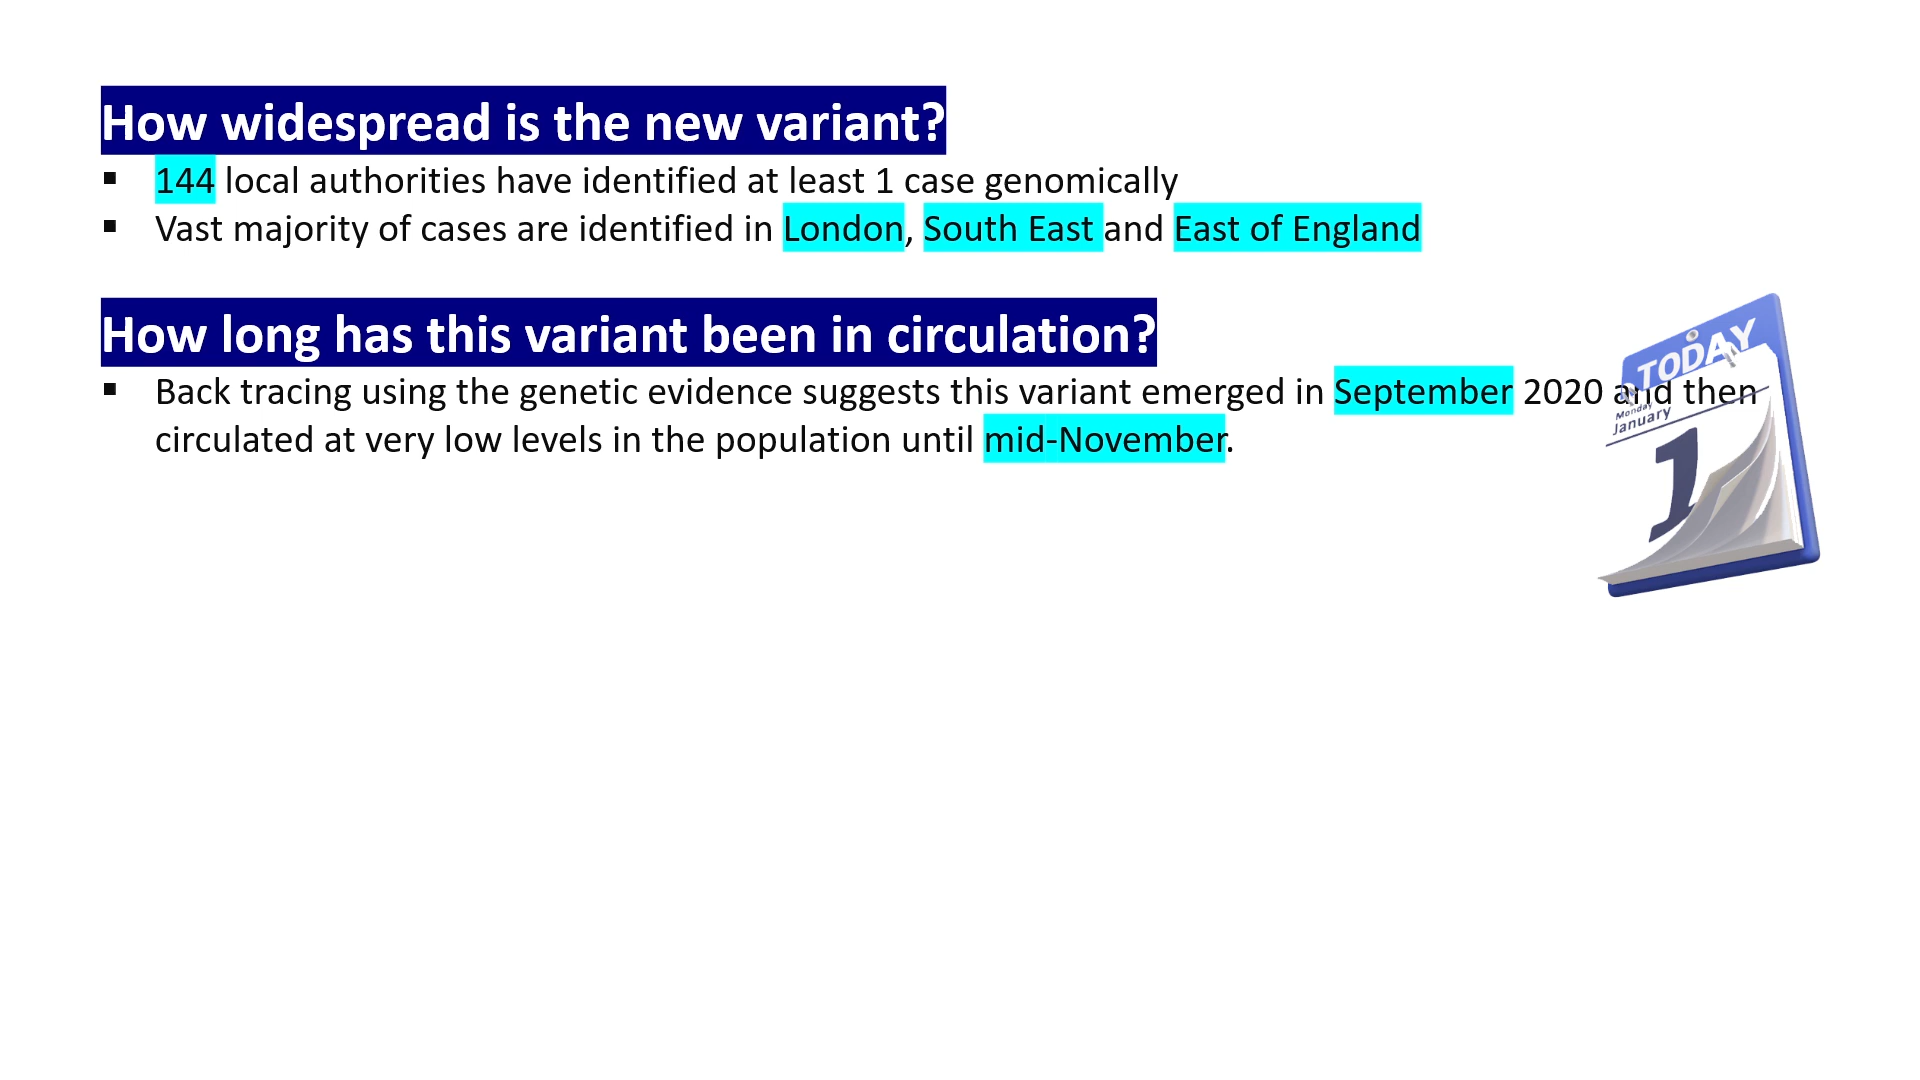 How widespread is the new variant?
▪ 144 local authorities have identified at least 1 case genomically
▪ Vast majority of cases are identified in London, South East and East of England
How long has this variant been in circulation?
▪ Back tracing using the genetic evidence suggests this variant emerged in September 2020 and then
circulated at very low levels in the population until mid-November.
TODAY
Monday
January
1